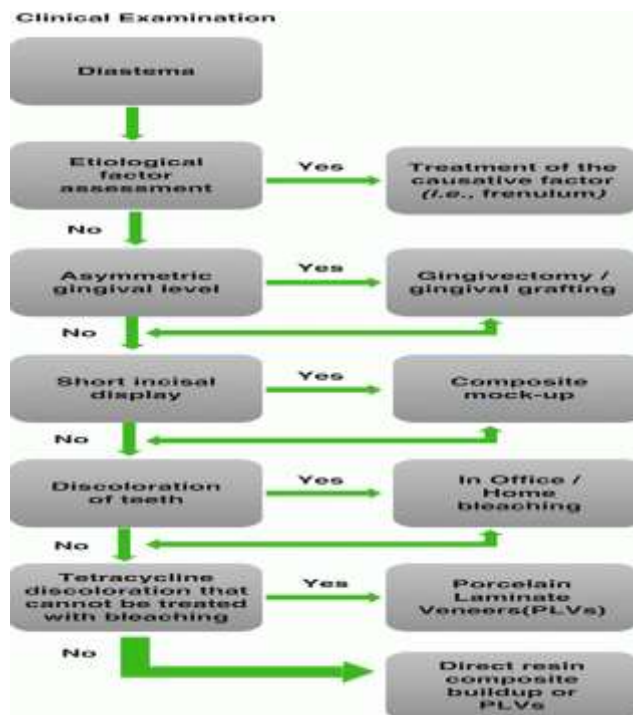 Clinical Examination
Diastema
Etiological
factor
assessment
Yes
Treatment of the
causative factor
(i.e., frenulum)
No
Asymmetric
gingival level
Yes
Gingivectomy /
gingival grafting
No
Short incisal
display
Yes
Composite
mock-up
No
Discoloration
of teeth
Yes
In Office /
Home
bleaching
No
Tetracycline
discoloration that
cannot be treated
with bleaching
Yes
Porcelain
Laminate
Veneers(PLVs)
No
Direct resin
composite
buildup or
PLVs